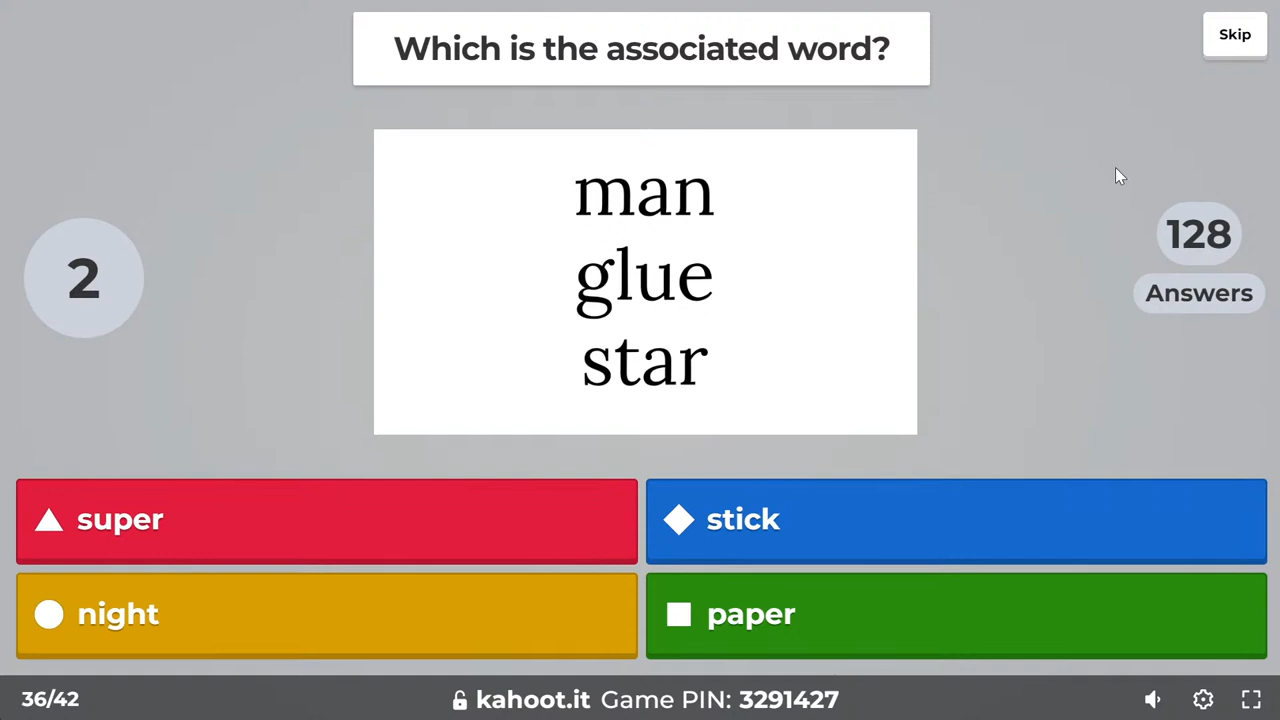 Which is the associated word?
Skip
man
glue
star
2
128
Answers
super
stick
night
paper
36/42
kahoot.it Game PIN: 3291427